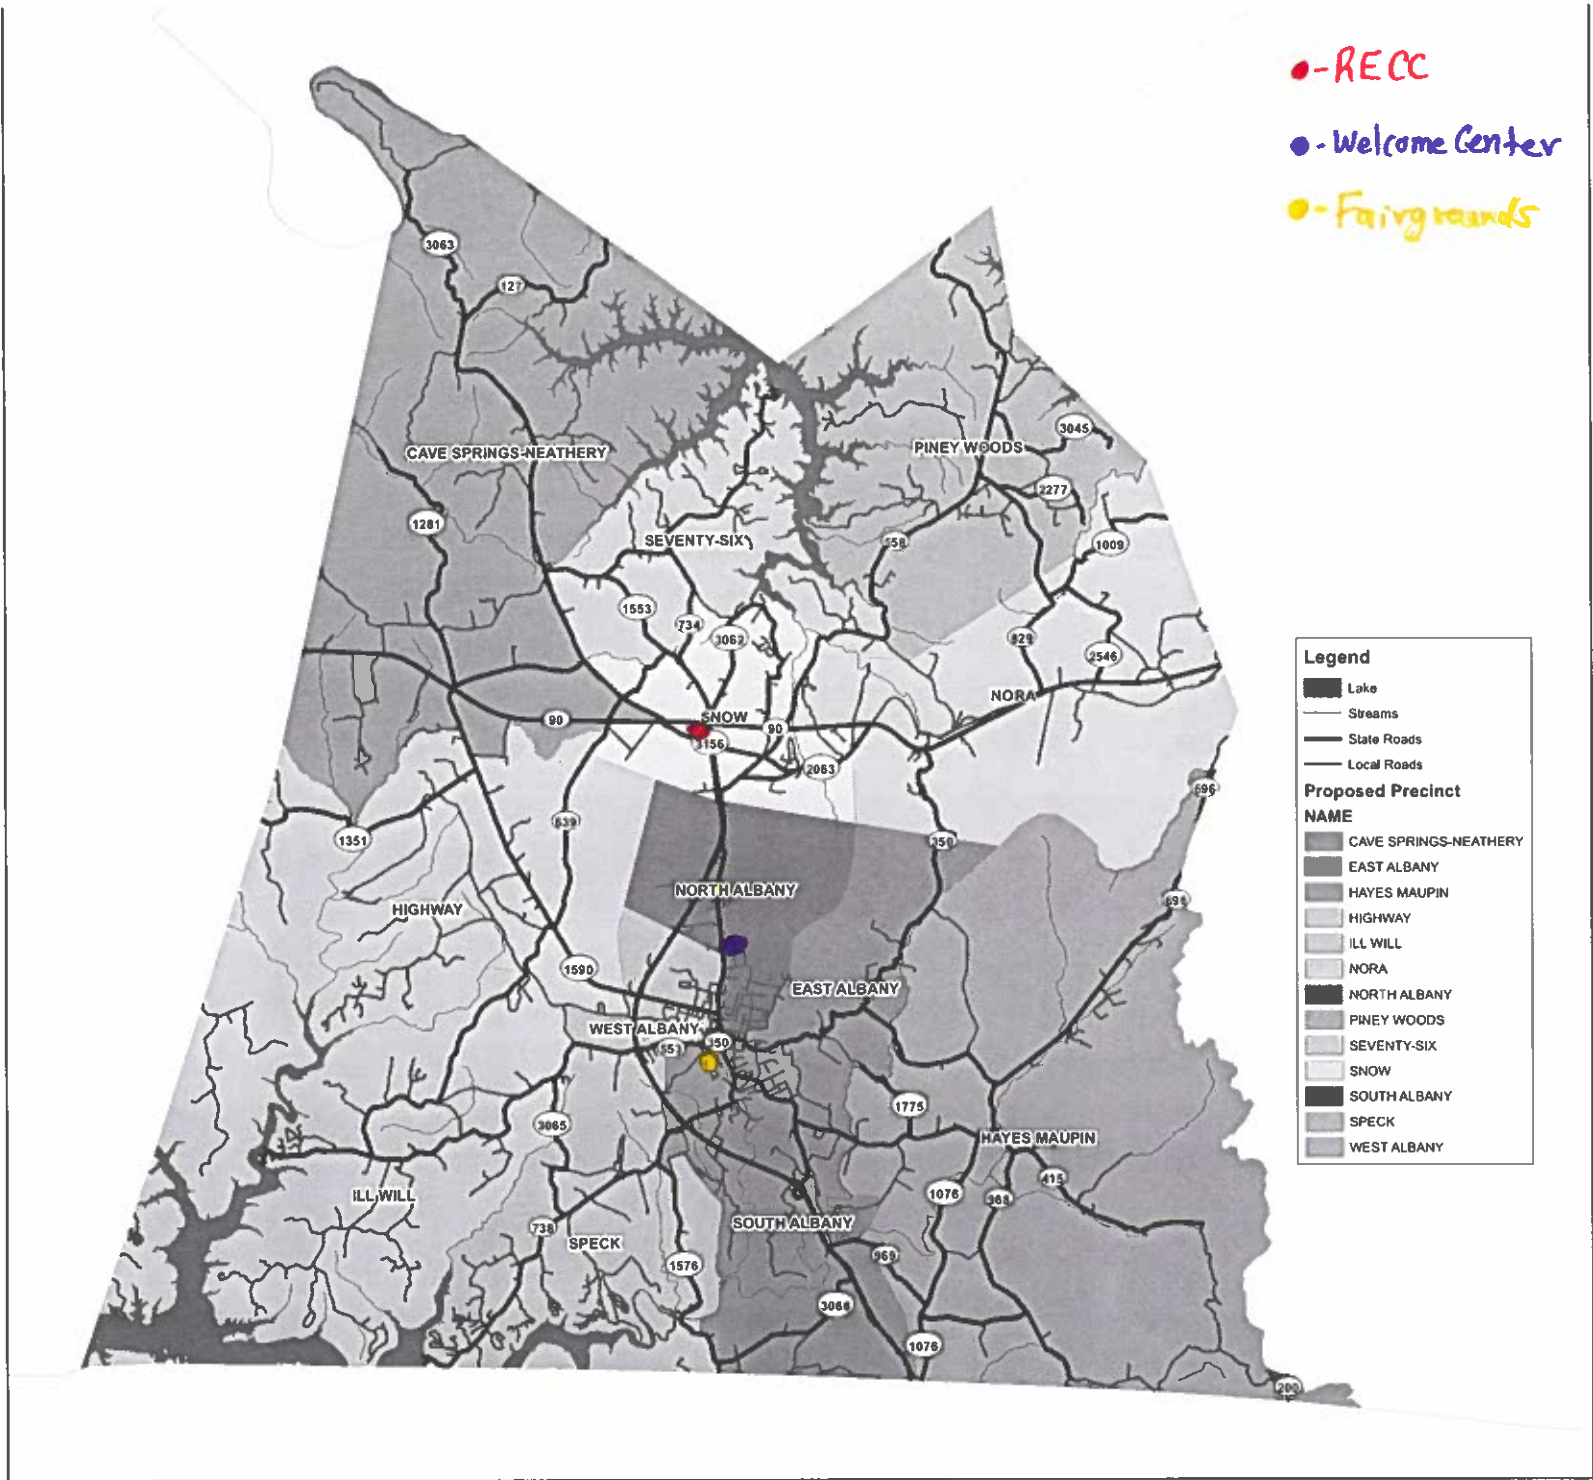 -RECC
-Welcome Center
-Fairgrounds
3063
127
CAVE SPRINGS-NEATHERY
PINEY WOODS
3045
2277
1281
SEVENTY-SIX
558
1009
1553
734
3062
829
2546
NORA
SNOW
90
90
3156
2063
696
639
1351
350
NORTH ALBANY
696
HIGHWAY
1590
EAST ALBANY
WEST ALBANY
553
350
1775
3065
HAYES MAUPIN
415
ILL WILL
1076
968
738
SPECK
SOUTH ALBANY
969
1576
3066
1076
200
Legend
Lake
Streams
State Roads
Local Roads
Proposed Precinct
NAME
CAVE SPRINGS-NEATHERY
EAST ALBANY
HAYES MAUPIN
HIGHWAY
ILL WILL
NORA
NORTH ALBANY
PINEY WOODS
SEVENTY-SIX
SNOW
SOUTH ALBANY
SPECK
WEST ALBANY